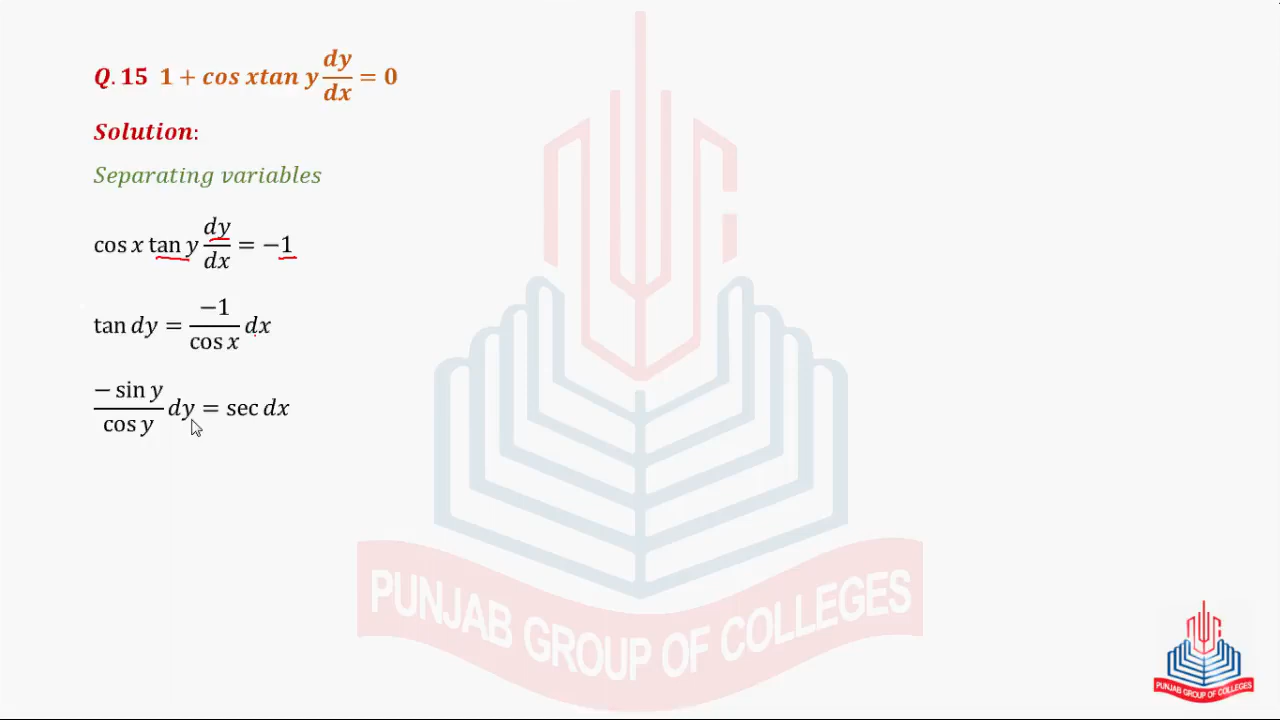 Q. 15 1 + cos xtan y dy/dx = 0
Solution:
Separating variables
cos x tan y dy/dx = −1
tan dy = −1/cos x dx
− sin y/cos y dy = sec dx
PUNJAB GROUP OF COLLEGES
PUNJAB GROUP OF COLLEGES